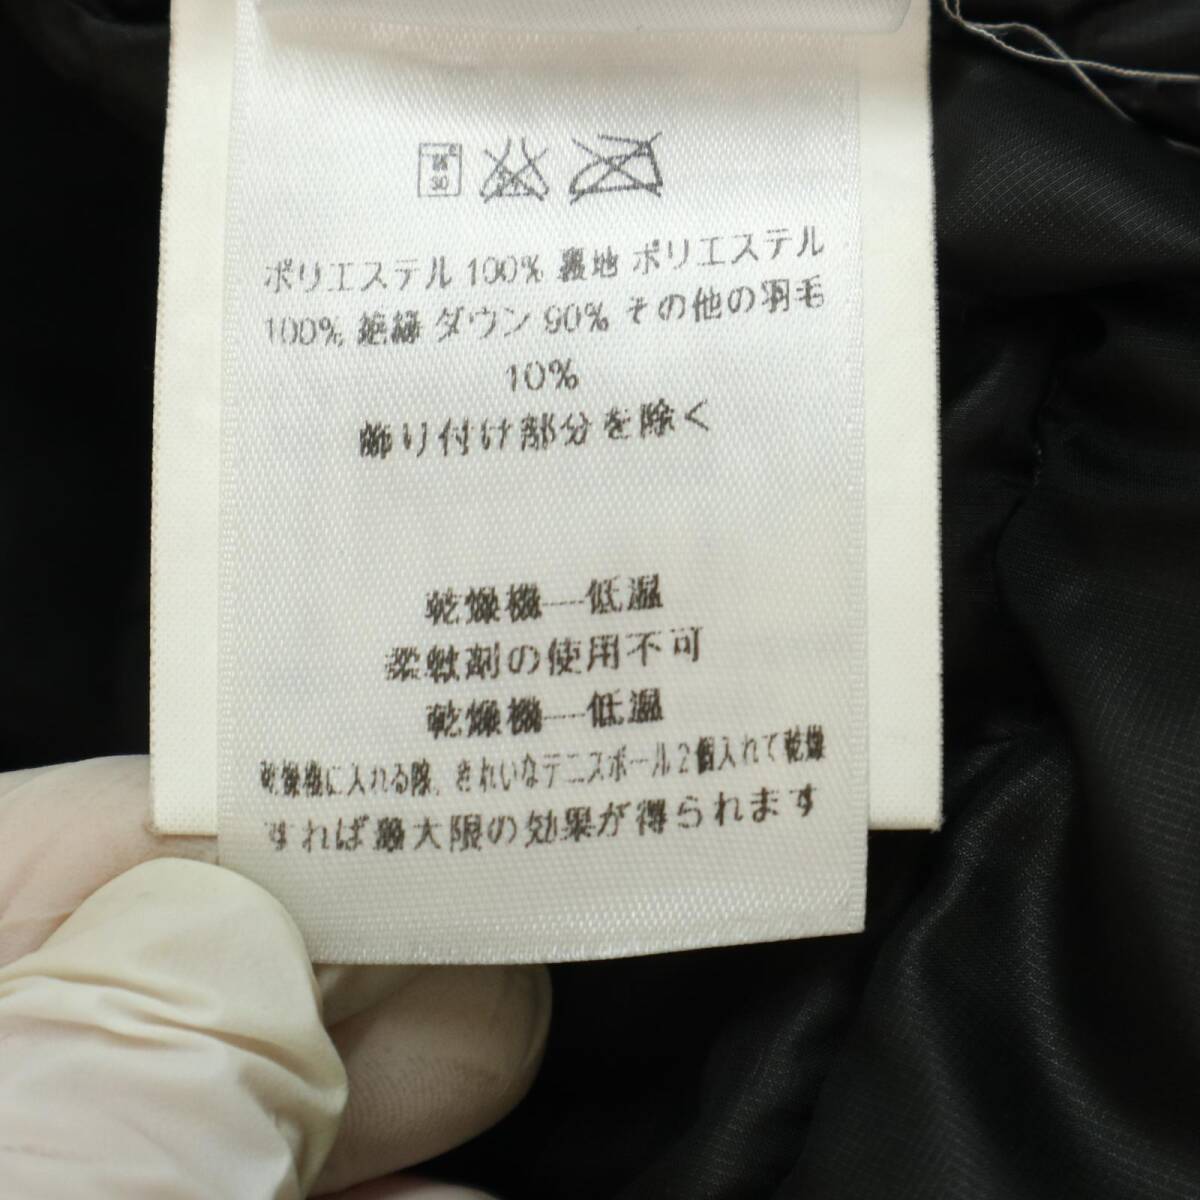 30
ポリエステル 100% 裏地 ポリエステル
100% 絶縁 ダウン 90% その他の羽毛
10%
飾り付け部分を除く
乾燥機—低温
柔軟剤の使用不可
乾燥機—低温
乾燥機に入れる際、きれいなテニスボール2個入れて乾燥
すれば最大限の効果が得られます